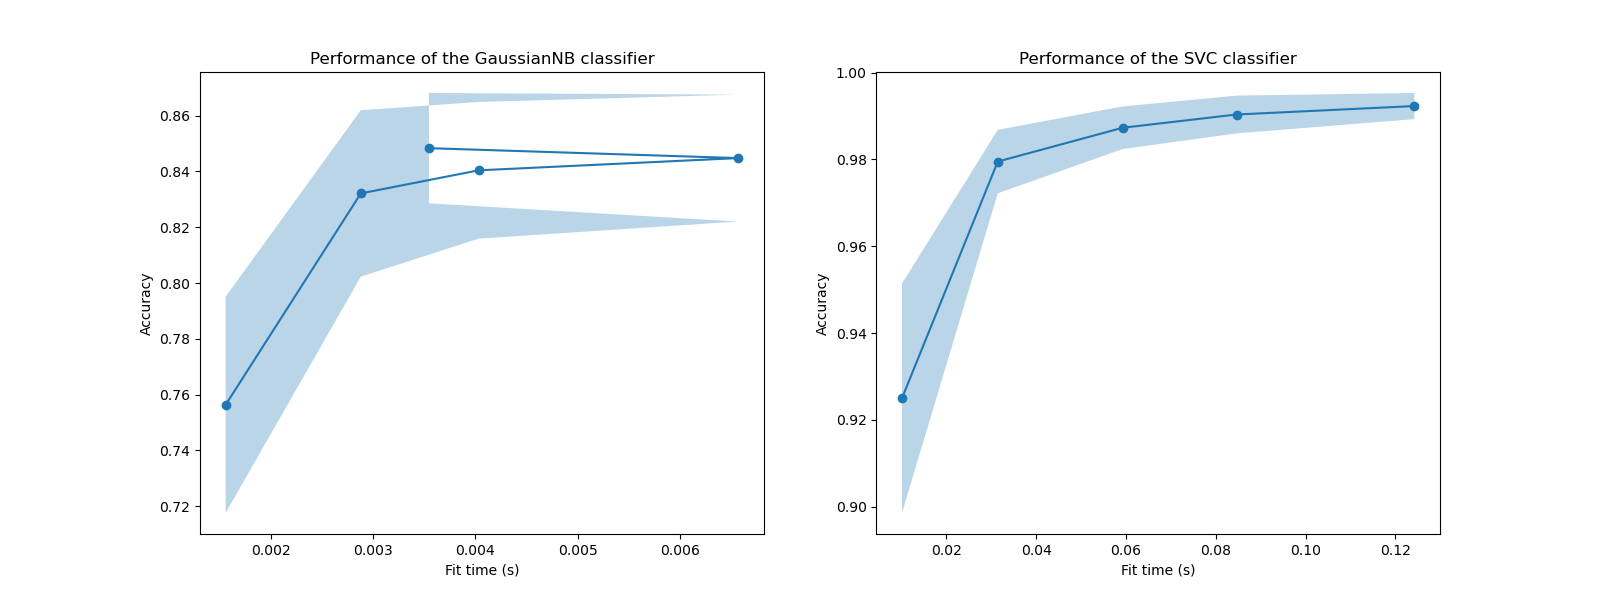 Performance of the GaussianNB classifier
0.86
0.84
0.82
0.80
0.78
0.76
0.74
0.72
Accuracy
0.002 0.003 0.004 0.005 0.006
Fit time (s)
Performance of the SVC classifier
1.00
0.98
0.96
0.94
0.92
0.90
Accuracy
0.02 0.04 0.06 0.08 0.10 0.12
Fit time (s)